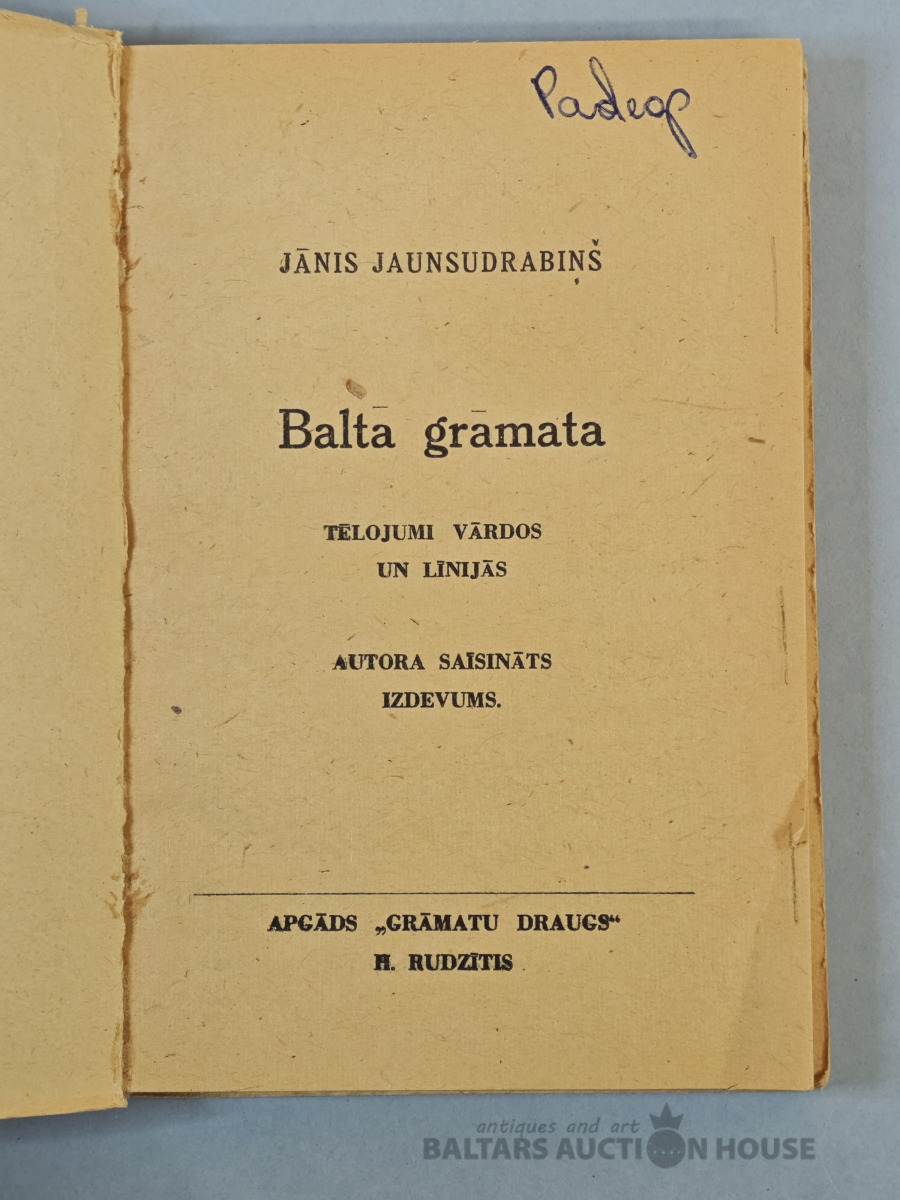 Padeg
JĀNIS JAUNSUDRABIŅŠ
Baltā grāmata
TĒLOJUMI VĀRDOS
UN LĪNIJĀS
AUTORA SAĪSINĀTS
IZDEVUMS.
APGĀDS „GRĀMATU DRAUGS“
H. RUDZĪTIS
antiques and art
BALTARS AUCTION HOUSE